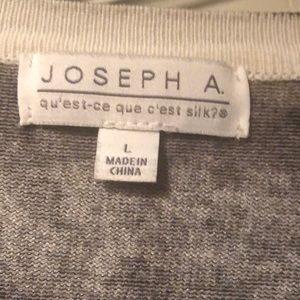 JOSEPH A.
qu'est-ce que c'est silk?®
L
MADE IN
CHINA